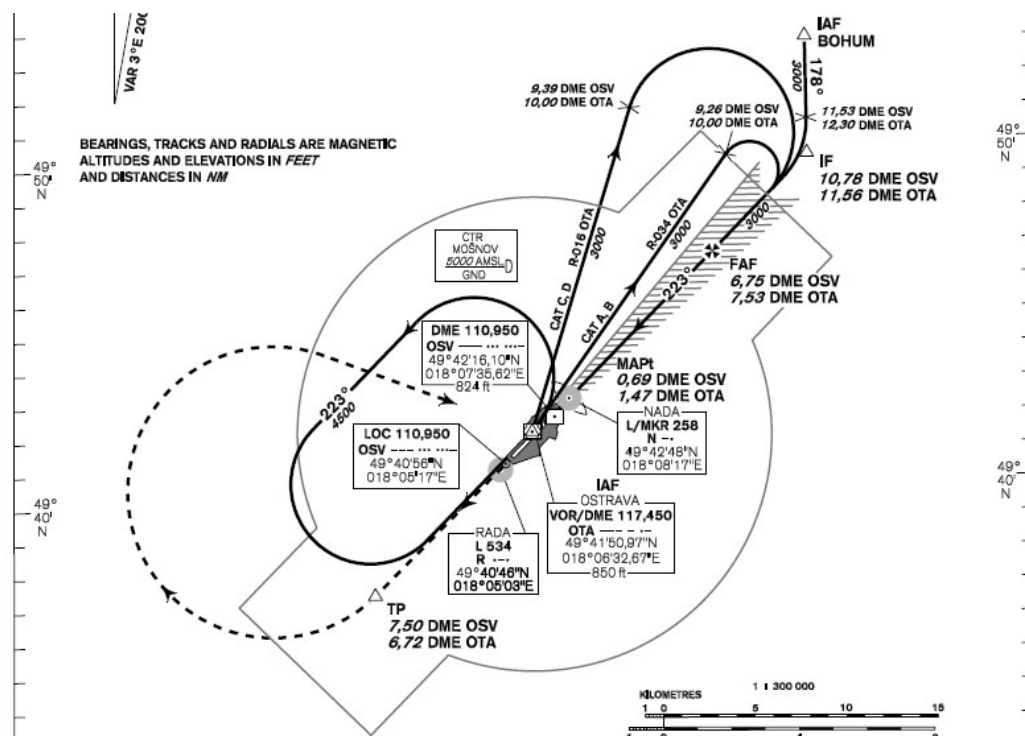 VAR 3°E 200
IAF
BOHUM
178°
3000
9,39 DME OSV
10,00 DME OTA
9,26 DME OSV
10,00 DME OTA
11,53 DME OSV
12,30 DME OTA
BEARINGS, TRACKS AND RADIALS ARE MAGNETIC
ALTITUDES AND ELEVATIONS IN FEET
AND DISTANCES IN NM
49°
50'
N
49°
50'
N
IF
10,78 DME OSV
11,56 DME OTA
R-016 OTA
3000
R-034 OTA
3000
3000
CTR
MOŠNOV
5000 AMSL
GND
D
FAF
6,75 DME OSV
7,53 DME OTA
223°
CAT C, D
CAT A, B
DME 110,950
OSV ––– ··· ···–
49°42'16,10"N
018°07'35,62"E
824 ft
MAPt
0,69 DME OSV
1,47 DME OTA
223°
4500
NADA
L/MKR 258
N –·
49°42'48"N
018°08'17"E
LOC 110,950
OSV ––– ··· ···–
49°40'56"N
018°05'17"E
IAF
OSTRAVA
VOR/DME 117,450
OTA ––– – ·–
49°41'50,97"N
018°06'32,67"E
850 ft
49°
40'
N
49°
40'
N
RADA
L 534
R ·–·
49°40'46"N
018°05'03"E
TP
7,50 DME OSV
6,72 DME OTA
1 : 300 000
KILOMETRES
1 0 5 10 15